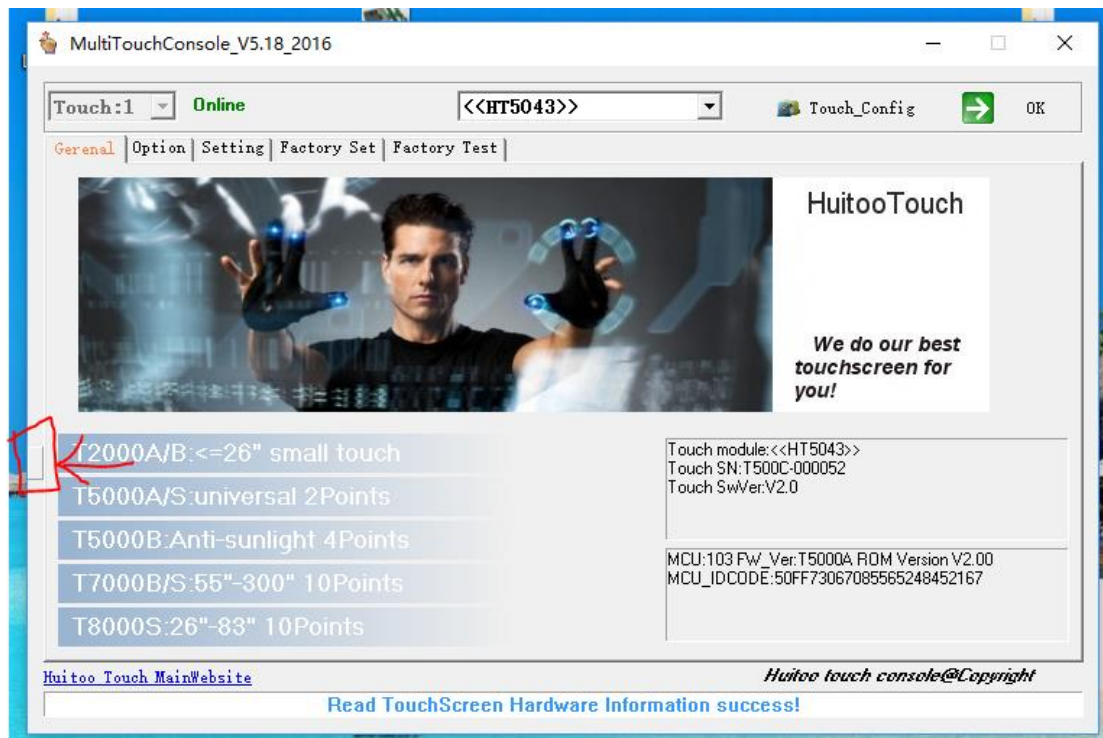 MultiTouchConsole_V5.18_2016
Touch:1 Online <<HT5043>> Touch_Config OK
Gerenal Option Setting Factory Set Factory Test
HuitooTouch
We do our best
touchscreen for
you!
T2000A/B:<=26" small touch
T5000A/S:universal 2Points
T5000B:Anti-sunlight 4Points
T7000B/S:55"-300" 10Points
T8000S:26"-83" 10Points
Touch module:<<HT5043>>
Touch SN:T500C-000052
Touch SwVer:V2.0
MCU:103 FW_Ver:T5000A ROM Version V2.00
MCU_IDCODE:50FF73067085565248452167
Huitoo Touch MainWebsite
Huitoo touch console@Copyright
Read TouchScreen Hardware Information success!